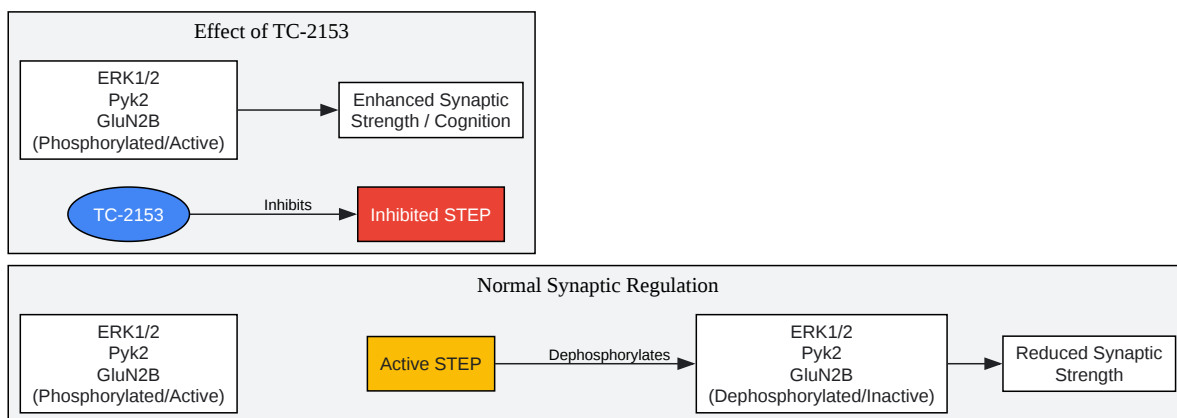 Effect of TC-2153
ERK1/2
Pyk2
GluN2B
(Phosphorylated/Active)
Enhanced Synaptic
Strength / Cognition
TC-2153
Inhibits
Inhibited STEP
Normal Synaptic Regulation
ERK1/2
Pyk2
GluN2B
(Phosphorylated/Active)
Active STEP
Dephosphorylates
ERK1/2
Pyk2
GluN2B
(Dephosphorylated/Inactive)
Reduced Synaptic
Strength